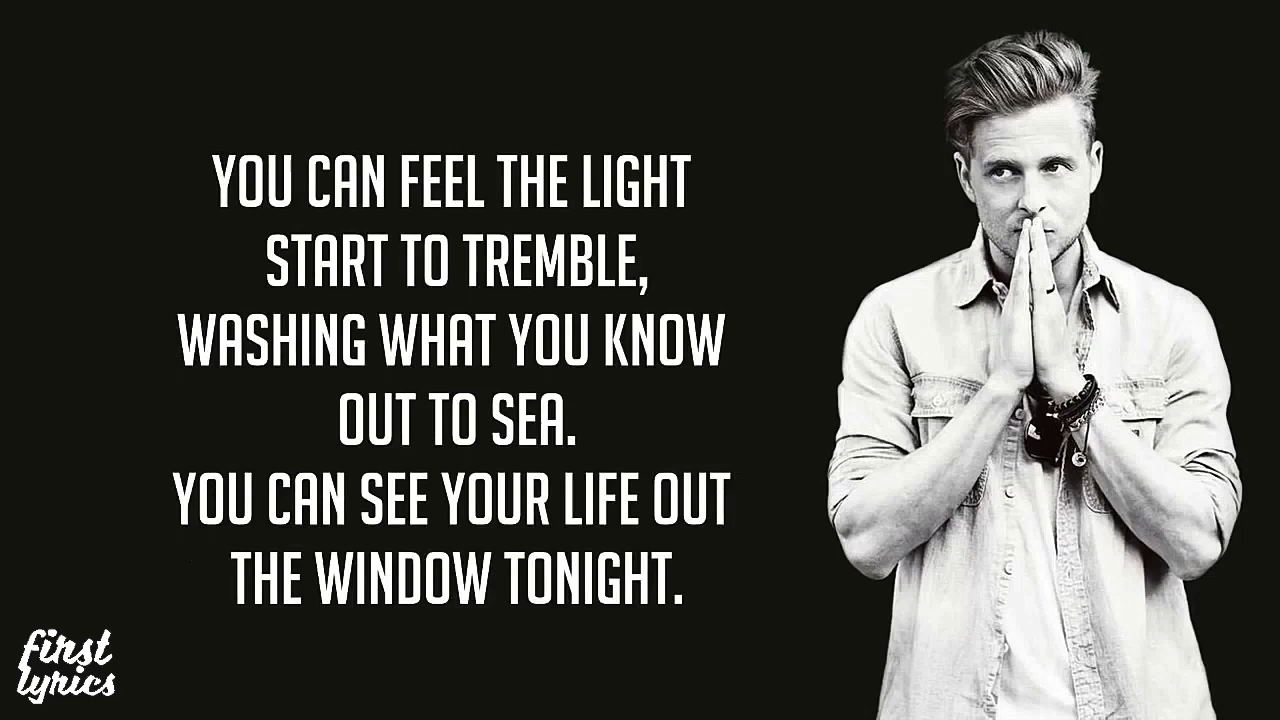 YOU CAN FEEL THE LIGHT
START TO TREMBLE,
WASHING WHAT YOU KNOW
OUT TO SEA.
YOU CAN SEE YOUR LIFE OUT
THE WINDOW TONIGHT.
first
lyrics